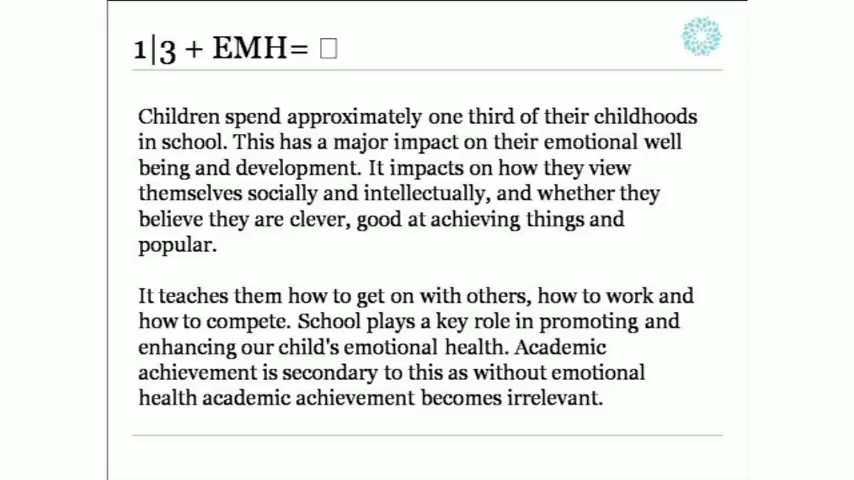 1|3 + EMH= □
Children spend approximately one third of their childhoods
in school. This has a major impact on their emotional well
being and development. It impacts on how they view
themselves socially and intellectually, and whether they
believe they are clever, good at achieving things and
popular.
It teaches them how to get on with others, how to work and
how to compete. School plays a key role in promoting and
enhancing our child's emotional health. Academic
achievement is secondary to this as without emotional
health academic achievement becomes irrelevant.